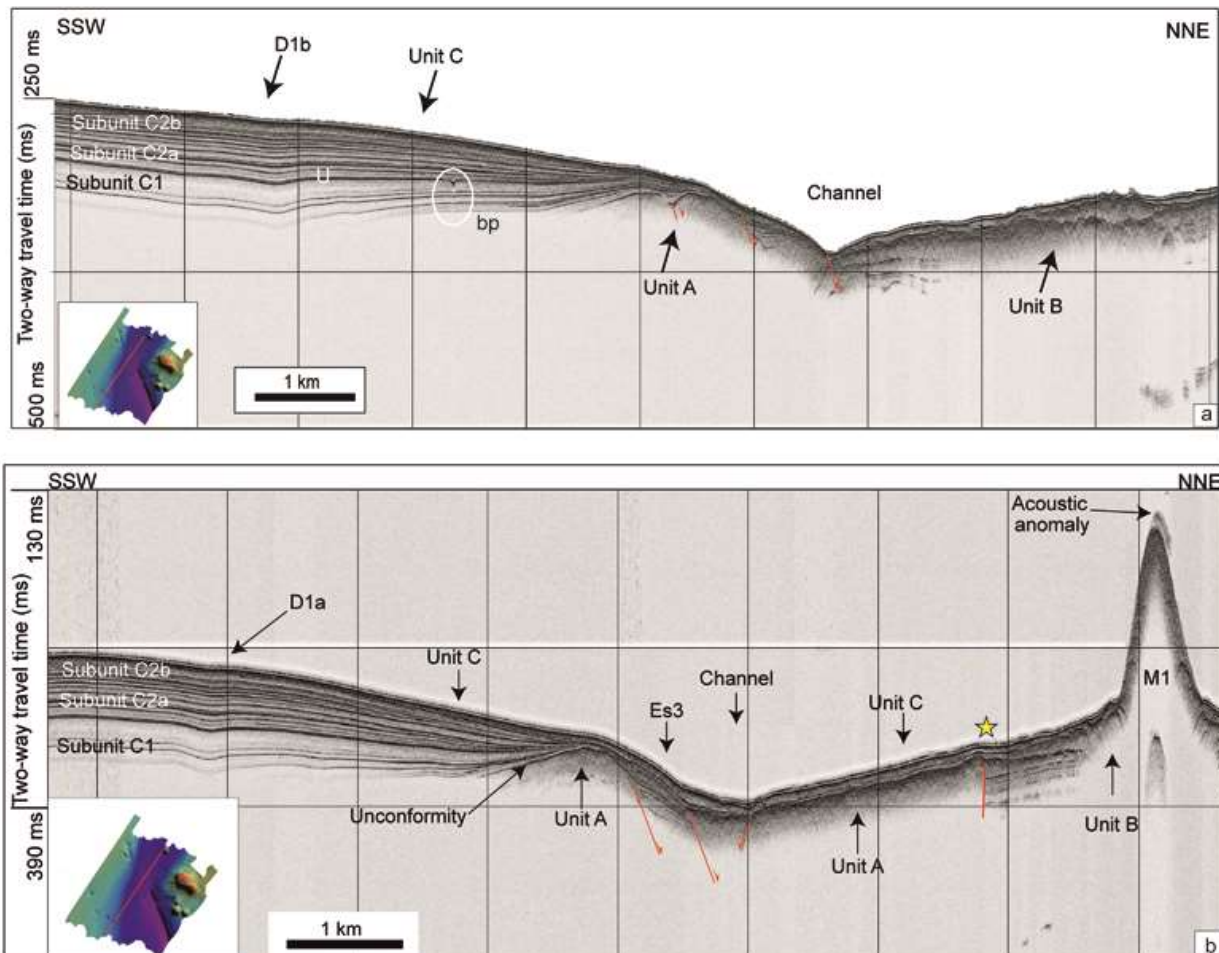 SSW
NNE
250 ms
Two-way travel time (ms)
500 ms
D1b
Unit C
Subunit C2b
Subunit C2a
Subunit C1
U
bp
Channel
Unit A
Unit B
1 km
a
SSW
NNE
130 ms
Two-way travel time (ms)
390 ms
Acoustic
anomaly
D1a
Unit C
Channel
Es3
Unit C
M1
Subunit C2b
Subunit C2a
Subunit C1
Unconformity
Unit A
Unit A
Unit B
1 km
b